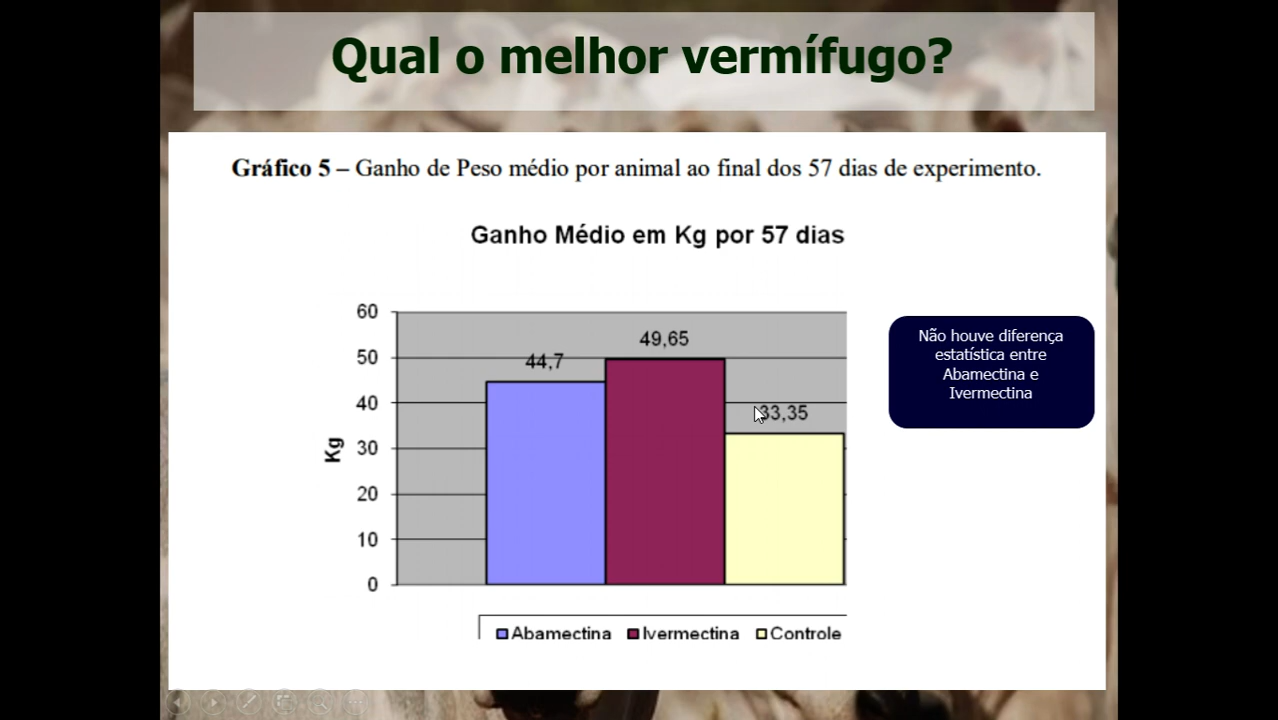 Qual o melhor vermífugo?
Gráfico 5 – Ganho de Peso médio por animal ao final dos 57 dias de experimento.
Ganho Médio em Kg por 57 dias
60
50
40
30
20
10
0
Kg
44,7
49,65
33,35
Abamectina Ivermectina Controle
Não houve diferença
estatística entre
Abamectina e
Ivermectina